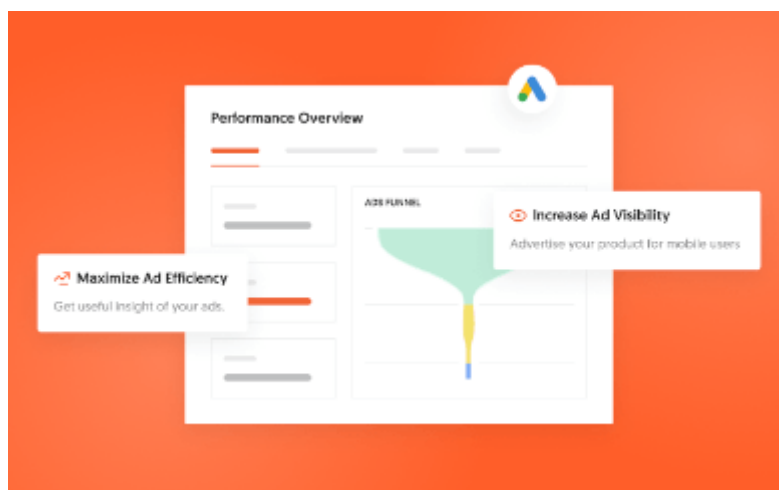 Performance Overview
ADS FUNNEL
Increase Ad Visibility
Advertise your product for mobile users
Maximize Ad Efficiency
Get useful insight of your ads.